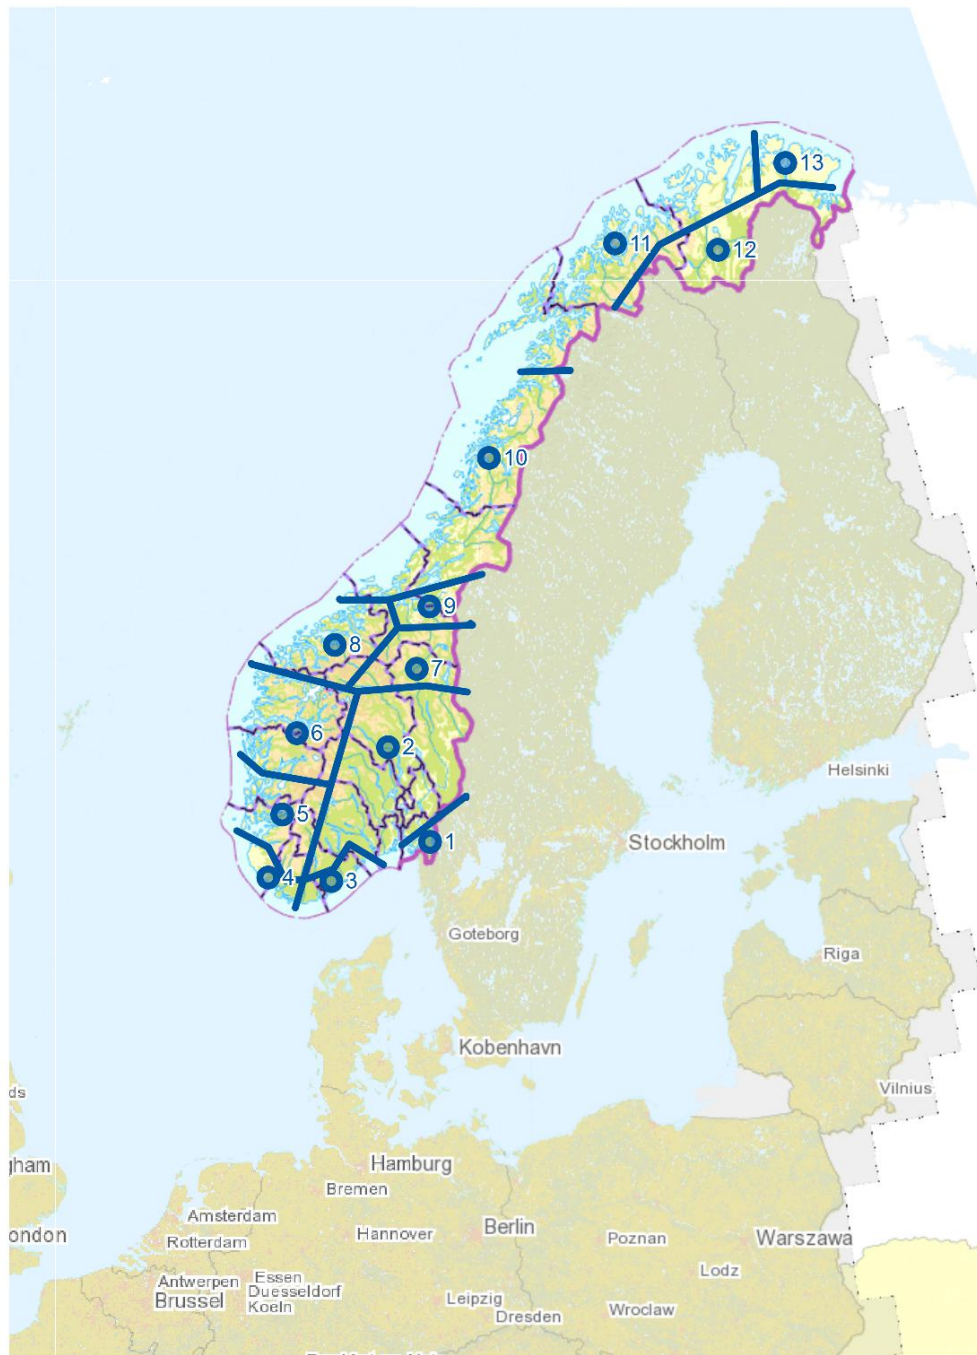 13
11
12
10
9
8
7
6
2
Helsinki
5
1
Stockholm
4
3
Goteborg
Riga
Kobenhavn
Vilnius
ds
gham
Hamburg
Bremen
Amsterdam
Rotterdam
Hannover
Berlin
ondon
Poznan
Warszawa
Antwerpen
Essen
Duesseldorf
Koeln
Brussel
Lodz
Leipzig
Dresden
Wroclaw